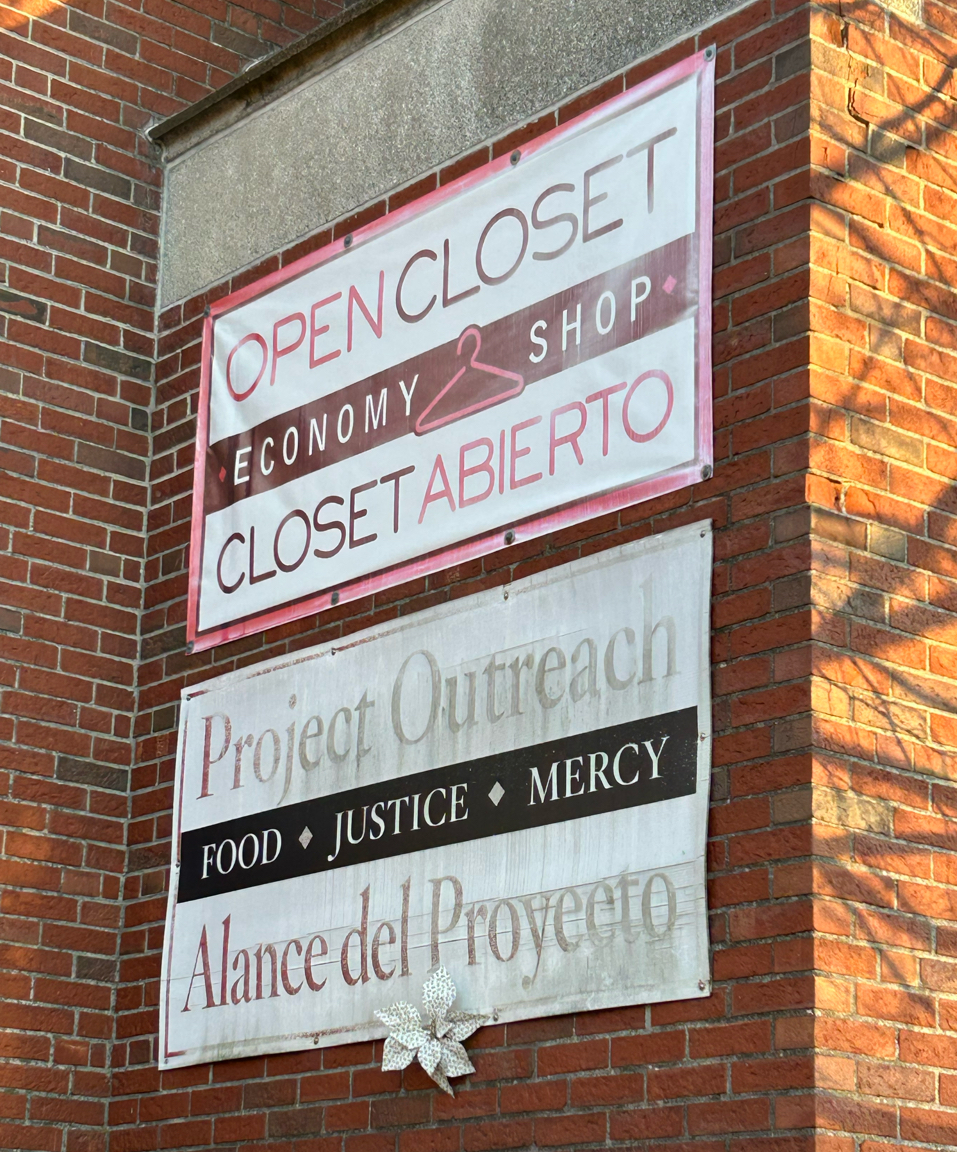 OPEN CLOSET
ECONOMY SHOP
CLOSET ABIERTO
Project Outreach
FOOD ♦ JUSTICE ♦ MERCY
Alance del Proyecto